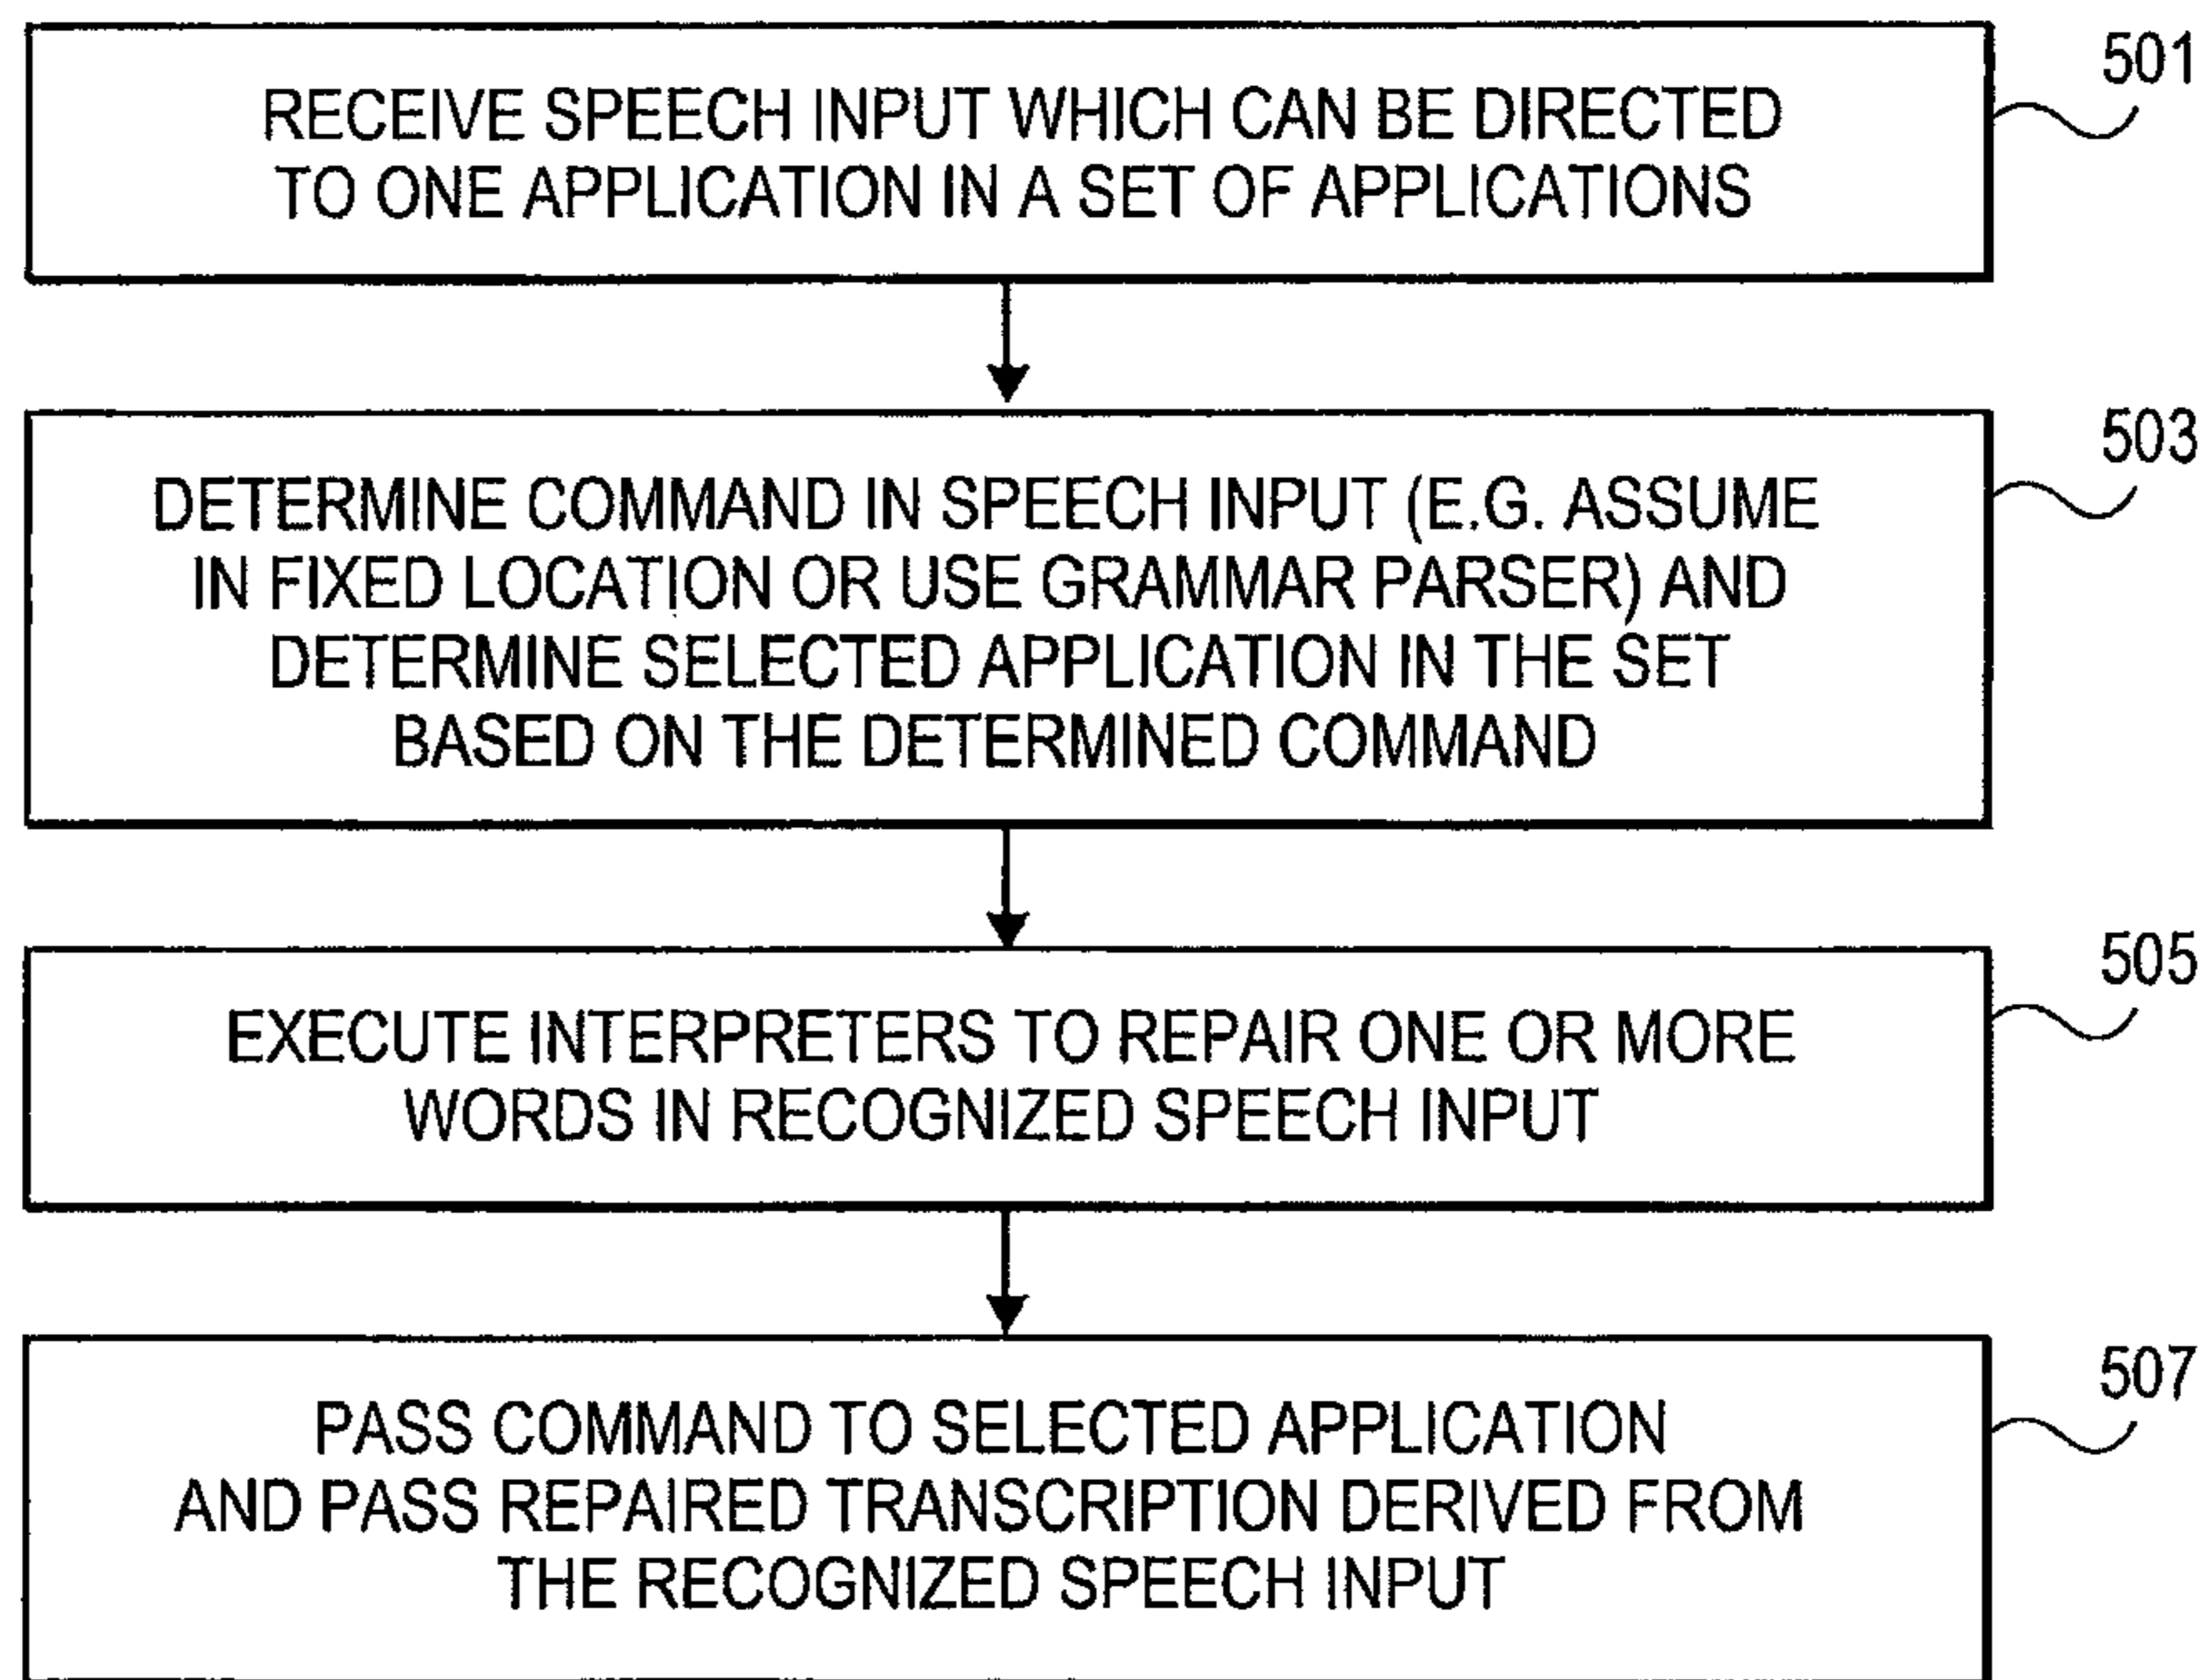 RECEIVE SPEECH INPUT WHICH CAN BE DIRECTED
TO ONE APPLICATION IN A SET OF APPLICATIONS
501
DETERMINE COMMAND IN SPEECH INPUT (E.G. ASSUME
IN FIXED LOCATION OR USE GRAMMAR PARSER) AND
DETERMINE SELECTED APPLICATION IN THE SET
BASED ON THE DETERMINED COMMAND
503
EXECUTE INTERPRETERS TO REPAIR ONE OR MORE
WORDS IN RECOGNIZED SPEECH INPUT
505
PASS COMMAND TO SELECTED APPLICATION
AND PASS REPAIRED TRANSCRIPTION DERIVED FROM
THE RECOGNIZED SPEECH INPUT
507